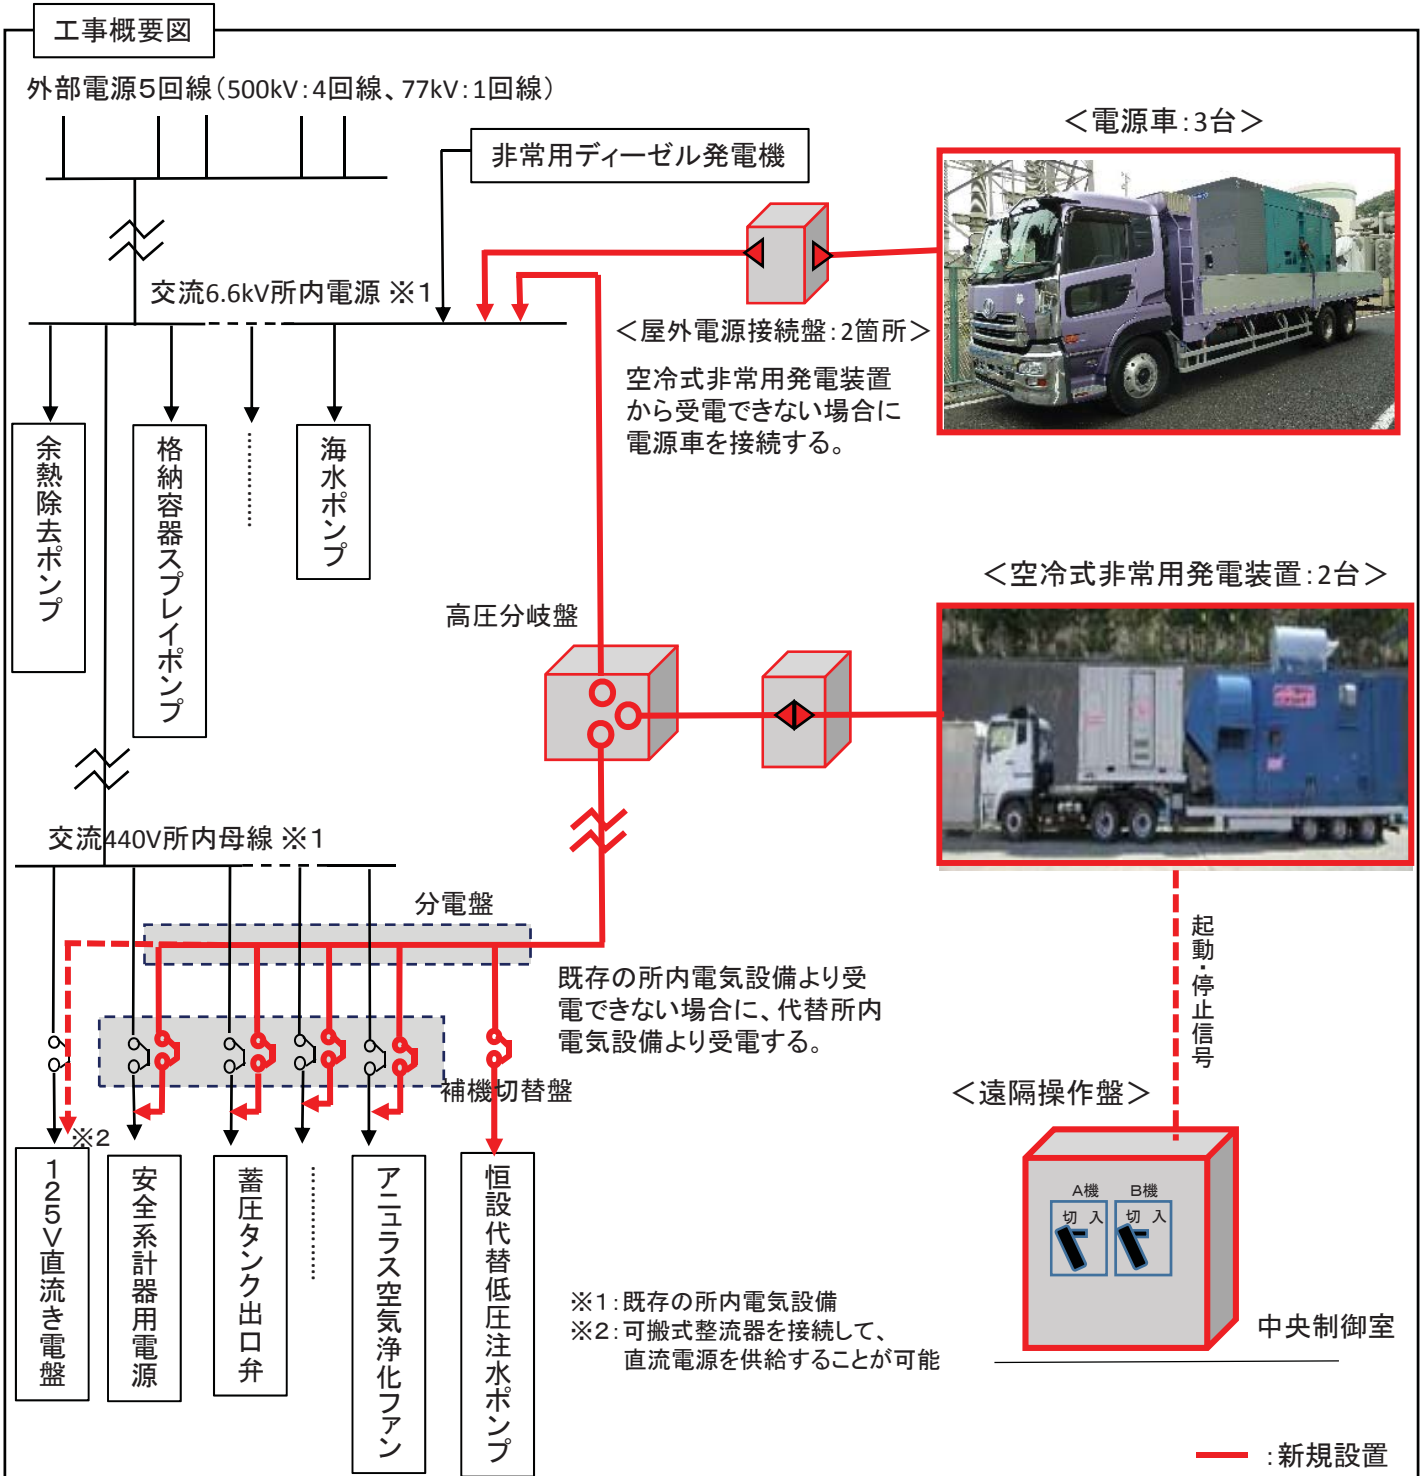 工事概要図
外部電源5回線（500kV：4回線、77kV：1回線）
非常用ディーゼル発電機
＜電源車：3台＞
交流6.6kV所内電源 ※1
＜屋外電源接続盤：2箇所＞
空冷式非常用発電装置
から受電できない場合に
電源車を接続する。
余熱除去ポンプ
格納容器スプレイポンプ
海水ポンプ
高圧分岐盤
＜空冷式非常用発電装置：2台＞
交流440V所内母線 ※1
分電盤
既存の所内電気設備より受
電できない場合に、代替所内
電気設備より受電する。
補機切替盤
起動・停止信号
＜遠隔操作盤＞
A機 B機
切 入 切 入
中央制御室
※2
125V直流き電盤
安全系計器用電源
蓄圧タンク出口弁
アニュラス空気浄化ファン
恒設代替低圧注水ポンプ
※1：既存の所内電気設備
※2：可搬式整流器を接続して、
直流電源を供給することが可能
：新規設置